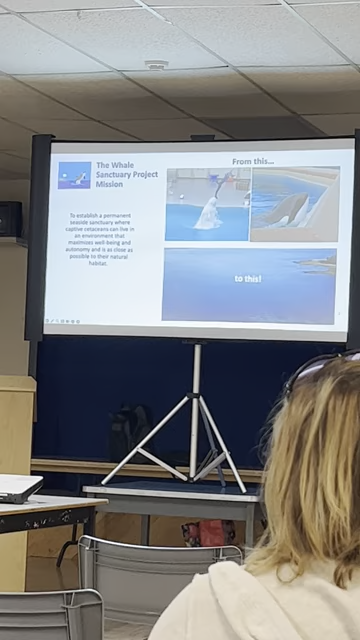 The Whale
Sanctuary Project
Mission
To establish a permanent
seaside sanctuary where
captive cetaceans can live in
an environment that
maximizes well-being and
autonomy and is as close as
possible to their natural
habitat.
From this...
to this!